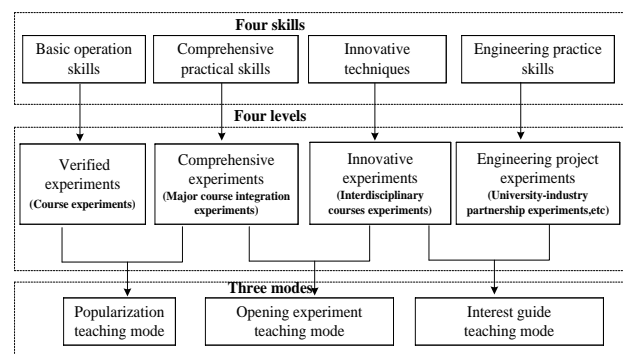 Four skills
Basic operation
skills
Comprehensive
practical skills
Innovative
techniques
Engineering practice
skills
Four levels
Verified
experiments
(Course experiments)
Comprehensive
experiments
(Major course integration
experiments)
Innovative
experiments
(Interdisciplinary
courses experiments)
Engineering project
experiments
(University-industry
partnership experiments,etc)
Three modes
Popularization
teaching mode
Opening experiment
teaching mode
Interest guide
teaching mode